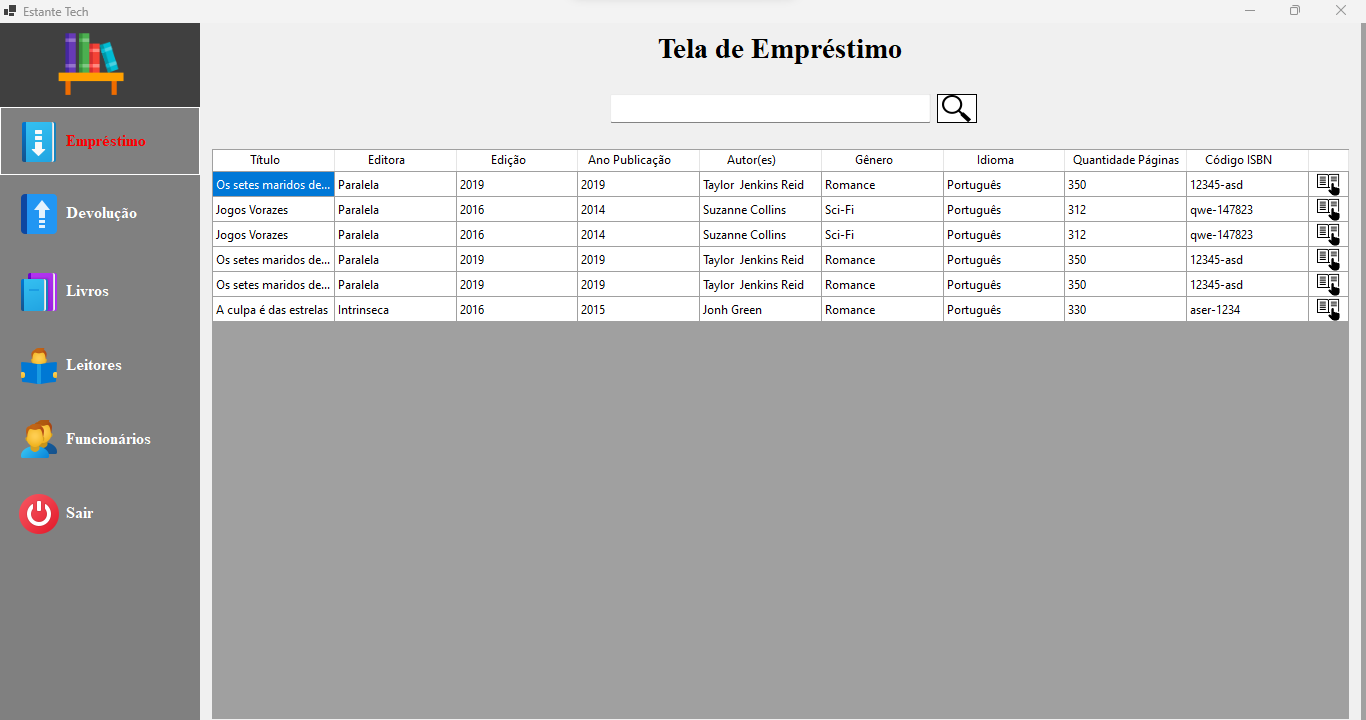 Estante Tech
Tela de Empréstimo
Empréstimo
Devolução
Livros
Leitores
Funcionários
Sair
Título Editora Edição Ano Publicação Autor(es) Gênero Idioma Quantidade Páginas Código ISBN
Os setes maridos de... Paralela 2019 2019 Taylor Jenkins Reid Romance Português 350 12345-asd
Jogos Vorazes Paralela 2016 2014 Suzanne Collins Sci-Fi Português 312 qwe-147823
Jogos Vorazes Paralela 2016 2014 Suzanne Collins Sci-Fi Português 312 qwe-147823
Os setes maridos de... Paralela 2019 2019 Taylor Jenkins Reid Romance Português 350 12345-asd
Os setes maridos de... Paralela 2019 2019 Taylor Jenkins Reid Romance Português 350 12345-asd
A culpa é das estrelas Intrinseca 2016 2015 Jonh Green Romance Português 330 aser-1234